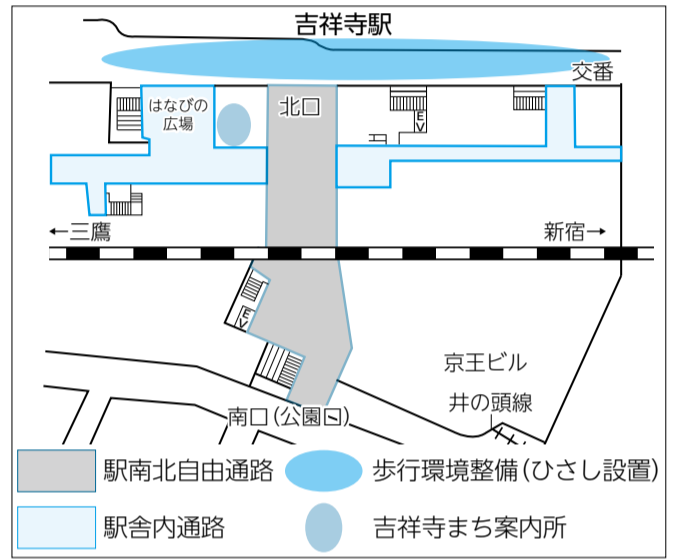 吉祥寺駅
交番
はなびの
広場
北口
EV
←三鷹
新宿→
EV
京王ビル
井の頭線
南口(公園口)
駅南北自由通路
歩行環境整備(ひさし設置)
駅舎内通路
吉祥寺まち案内所